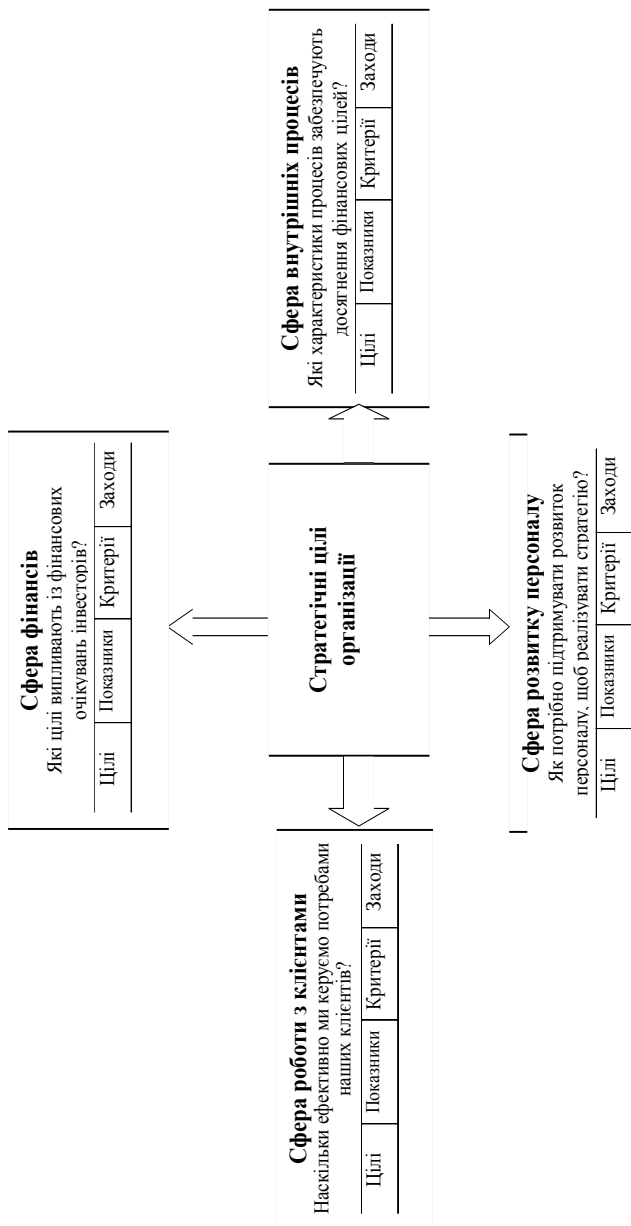 Сфера фінансів
Які цілі випливають із фінансових
очікувань інвесторів?
Цілі Показники Критерії Заходи
Сфера роботи з клієнтами
Наскільки ефективно ми керуємо потребами
наших клієнтів?
Цілі Показники Критерії Заходи
Стратегічні цілі
організації
Сфера внутрішніх процесів
Які характеристики процесів забезпечують
досягнення фінансових цілей?
Цілі Показники Критерії Заходи
Сфера розвитку персоналу
Як потрібно підтримувати розвиток
персоналу, щоб реалізувати стратегію?
Цілі Показники Критерії Заходи